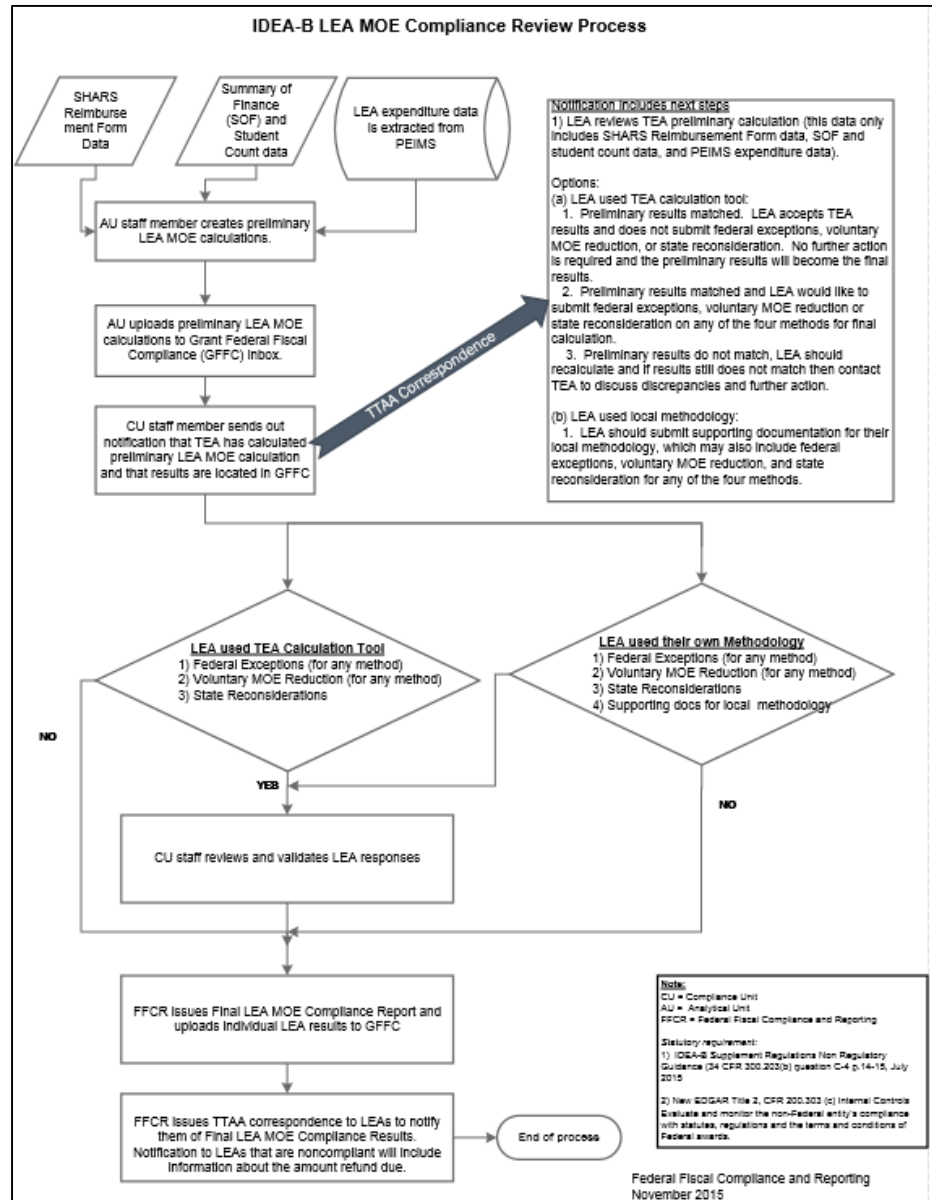 IDEA-B LEA MOE Compliance Review Process
SHARS
Reimburse
ment Form
Data
Summary of
Finance
(SOF) and
Student
Count data
LEA expenditure data
is extracted from
PEIMS
AU staff member creates preliminary
LEA MOE calculations.
AU uploads preliminary LEA MOE
calculations to Grant Federal Fiscal
Compliance (GFFC) Inbox.
CU staff member sends out
notification that TEA has calculated
preliminary LEA MOE calculation
and that results are located in GFFC
TTAA Correspondence
Notification includes next steps
1) LEA reviews TEA preliminary calculation (this data only
includes SHARS Reimbursement Form data, SOF and
student count data, and PEIMS expenditure data).
Options:
(a) LEA used TEA calculation tool:
1. Preliminary results matched. LEA accepts TEA
results and does not submit federal exceptions, voluntary
MOE reduction, or state reconsideration. No further action
is required and the preliminary results will become the final
results.
2. Preliminary results matched and LEA would like to
submit federal exceptions, voluntary MOE reduction or
state reconsideration on any of the four methods for final
calculation.
3. Preliminary results do not match, LEA should
recalculate and if results still does not match then contact
TEA to discuss discrepancies and further action.
(b) LEA used local methodology:
1. LEA should submit supporting documentation for their
local methodology, which may also include federal
exceptions, voluntary MOE reduction, and state
reconsideration for any of the four methods.
LEA used TEA Calculation Tool
1) Federal Exceptions (for any method)
2) Voluntary MOE Reduction (for any method)
3) State Reconsiderations
LEA used their own Methodology
1) Federal Exceptions (for any method)
2) Voluntary MOE Reduction (for any method)
3) State Reconsiderations
4) Supporting docs for local methodology
NO
YES
NO
CU staff reviews and validates LEA responses
FFCR issues Final LEA MOE Compliance Report and
uploads individual LEA results to GFFC
FFCR issues TTAA correspondence to LEAs to notify
them of Final LEA MOE Compliance Results.
Notification to LEAs that are noncompliant will include
information about the amount refund due.
End of process
Note:
CU = Compliance Unit
AU = Analytical Unit
FFCR = Federal Fiscal Compliance and Reporting
Statutory requirement:
1) IDEA-B Supplement Regulations Non Regulatory
Guidance (34 CFR 300.203(b) question C-4 p.14-15, July
2015
2) New EDGAR Title 2, CFR 200.303 (c) Internal Controls
Evaluate and monitor the non-Federal entity's compliance
with statutes, regulations and the terms and conditions of
Federal awards.
Federal Fiscal Compliance and Reporting
November 2015